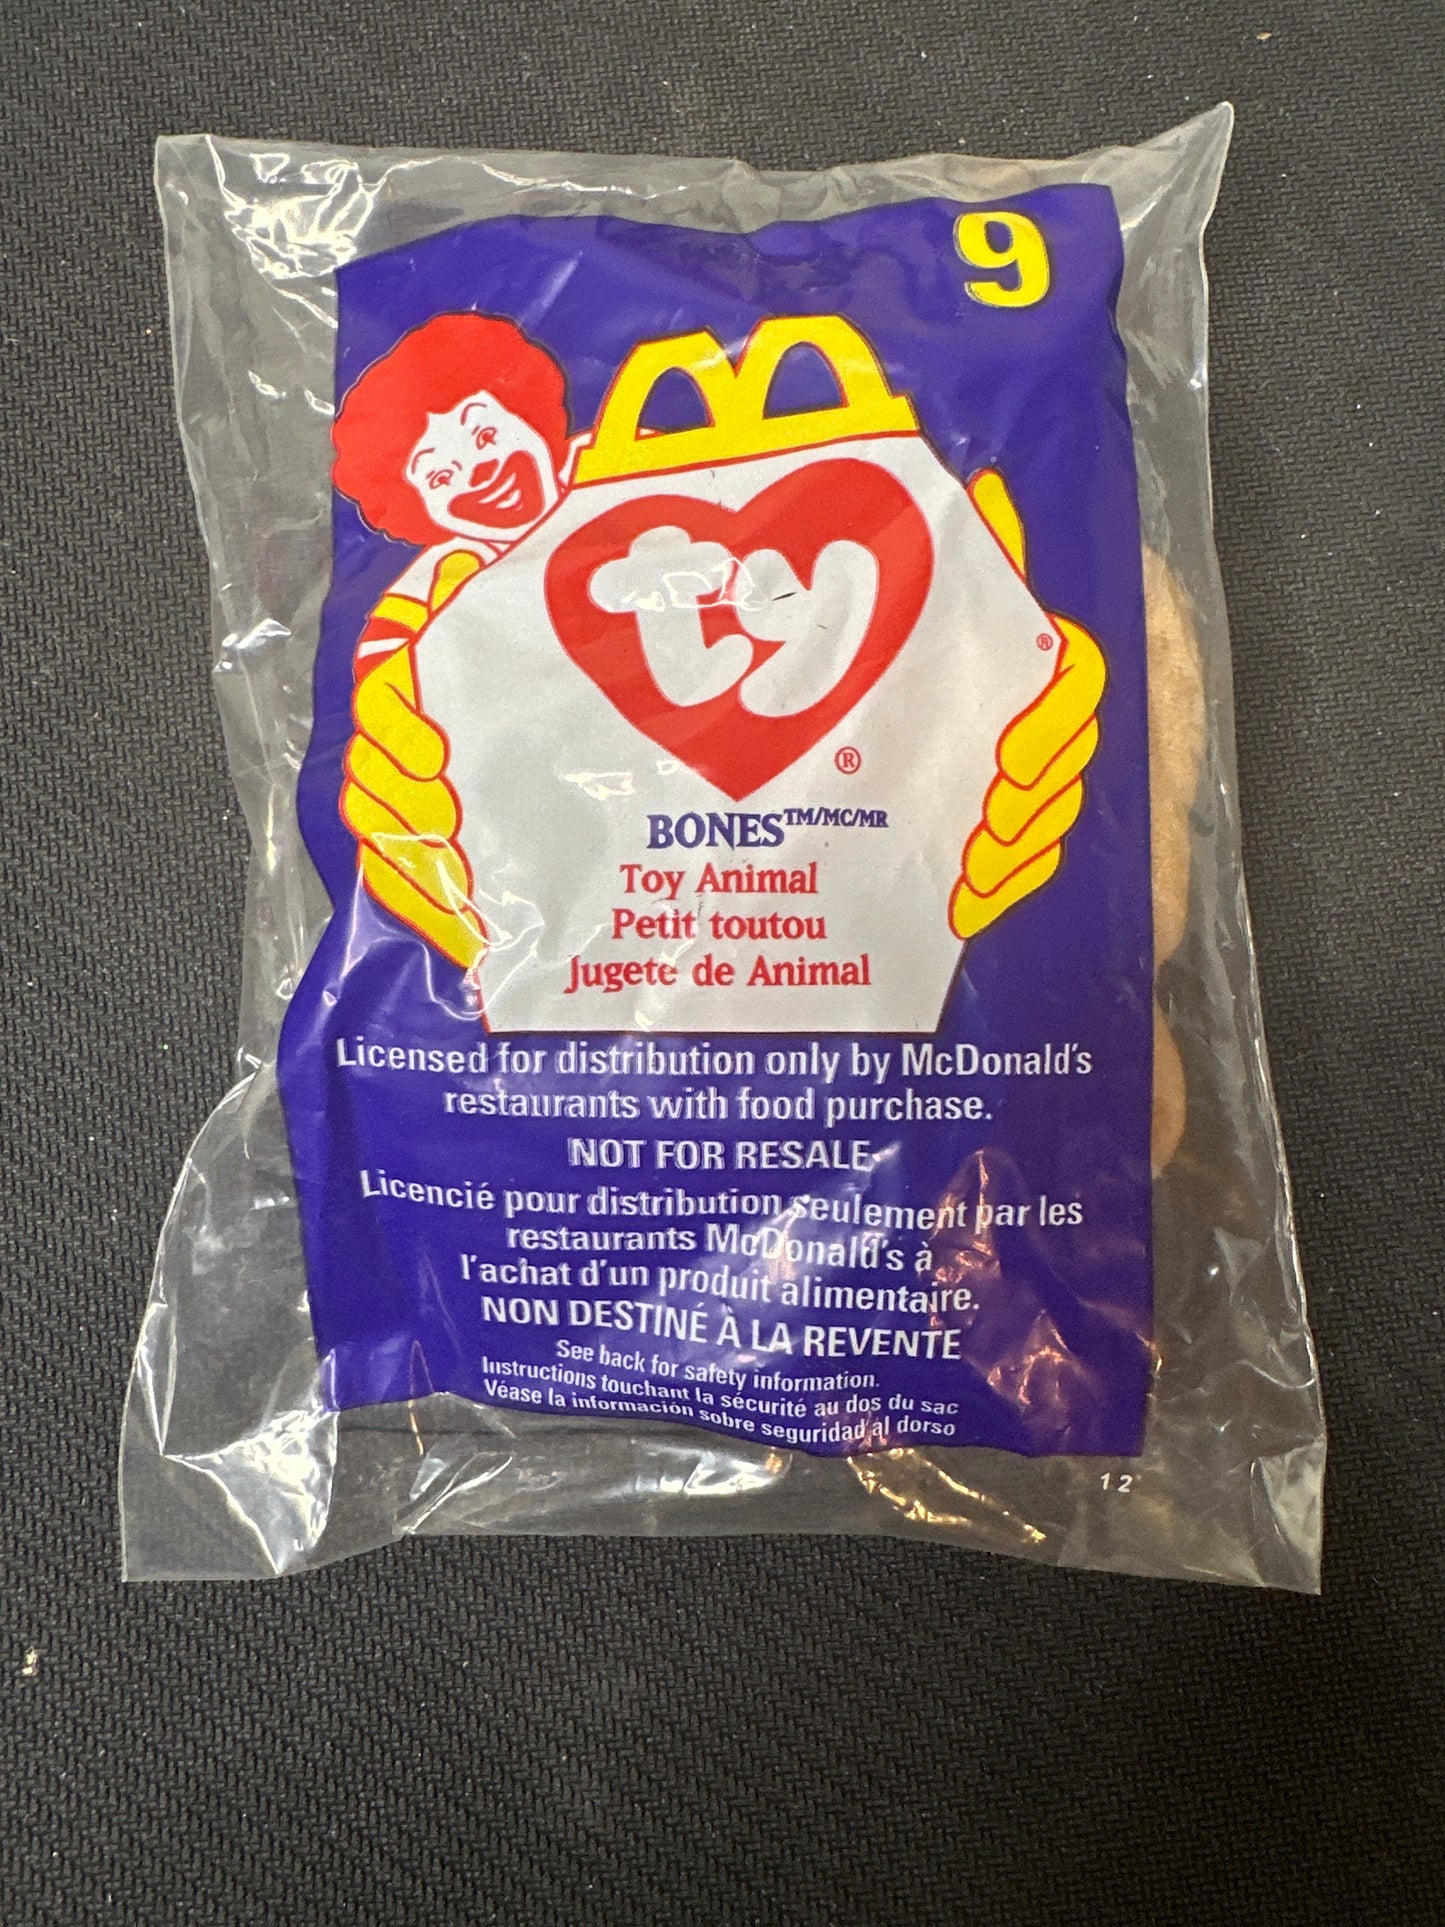 9
ty
®
®
BONES™/MC/MR
Toy Animal
Petit toutou
Jugete de Animal
Licensed for distribution only by McDonald's
restaurants with food purchase.
NOT FOR RESALE
Licencié pour distribution seulement par les
restaurants McDonald's à
l'achat d'un produit alimentaire.
NON DESTINÉ À LA REVENTE
See back for safety information.
Instructions touchant la sécurité au dos du sac
Véase la información sobre seguridad al dorso
12